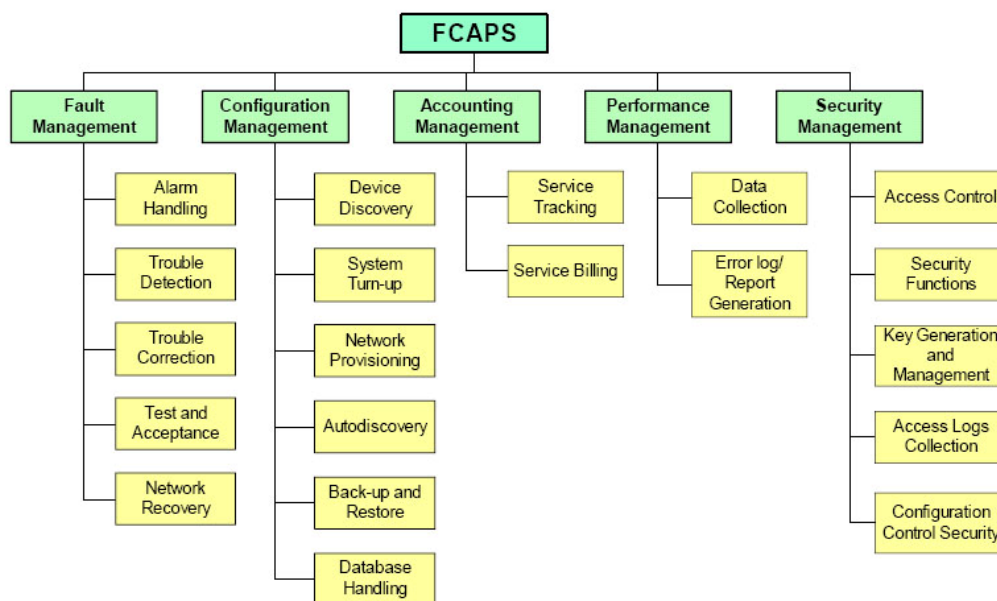 FCAPS
Fault
Management
Configuration
Management
Accounting
Management
Performance
Management
Security
Management
Alarm
Handling
Trouble
Detection
Trouble
Correction
Test and
Acceptance
Network
Recovery
Device
Discovery
System
Turn-up
Network
Provisioning
Autodiscovery
Back-up and
Restore
Database
Handling
Service
Tracking
Service Billing
Data
Collection
Error log/
Report
Generation
Access Control
Security
Functions
Key Generation
and
Management
Access Logs
Collection
Configuration
Control Security